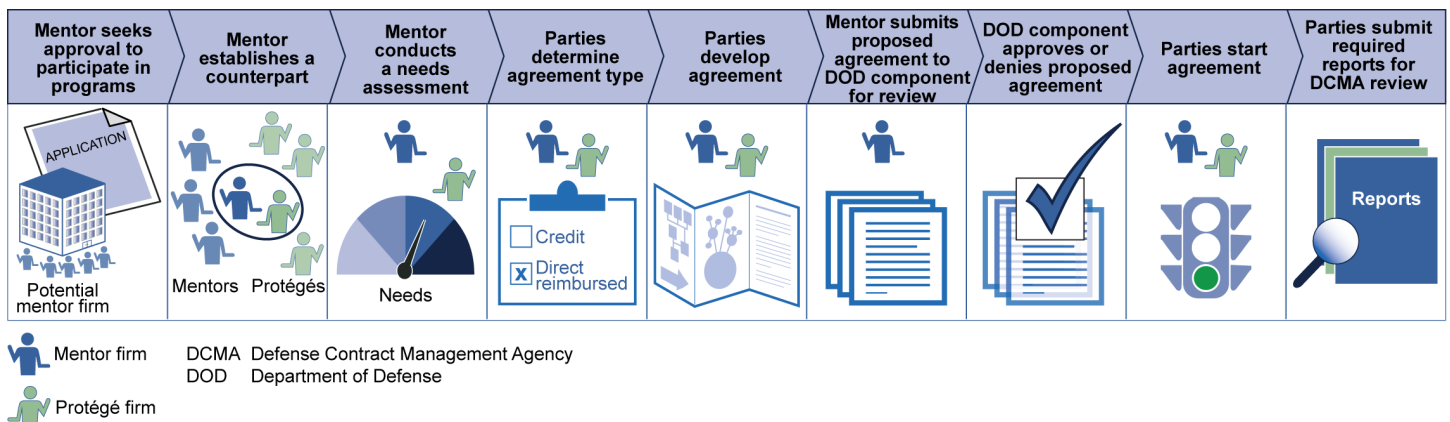 Mentor seeks
approval to
participate in
programs
Mentor
establishes a
counterpart
Mentor
conducts
a needs
assessment
Parties
determine
agreement type
Parties
develop
agreement
Mentor submits
proposed
agreement to
DOD component
for review
DOD component
approves or
denies proposed
agreement
Parties start
agreement
Parties submit
required
reports for
DCMA review
APPLICATION
Potential
mentor firm
Mentors
Protégés
Needs
Credit
X
Direct
reimbursed
Reports
Mentor firm
Protégé firm
DCMA Defense Contract Management Agency
DOD Department of Defense